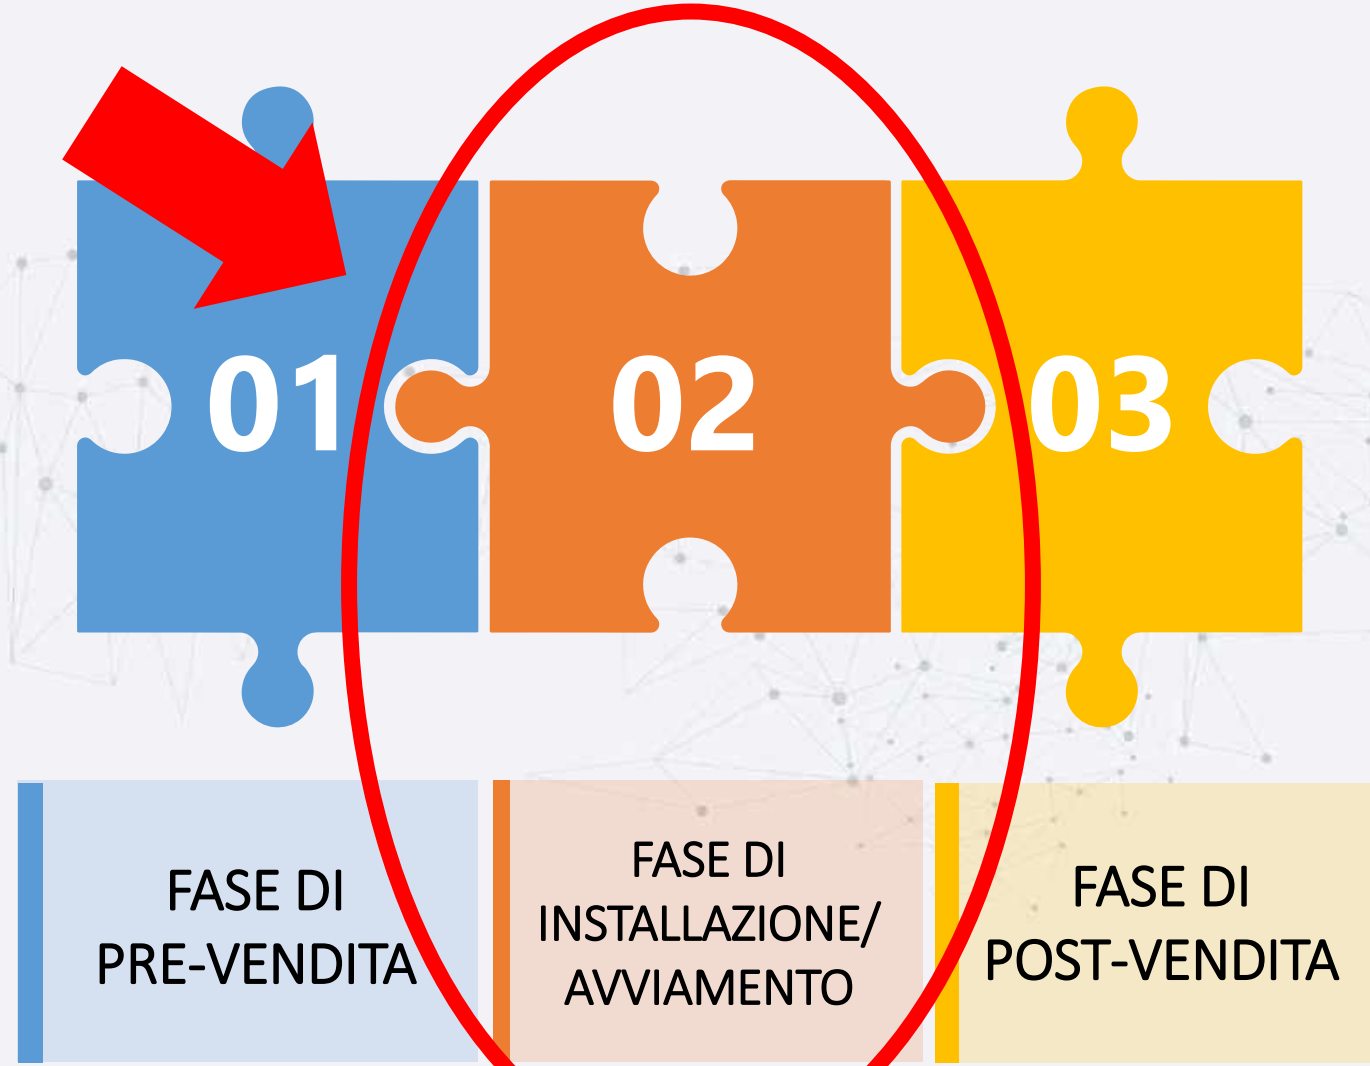 01
02
03
FASE DI
PRE-VENDITA
FASE DI
INSTALLAZIONE/
AVVIAMENTO
FASE DI
POST-VENDITA